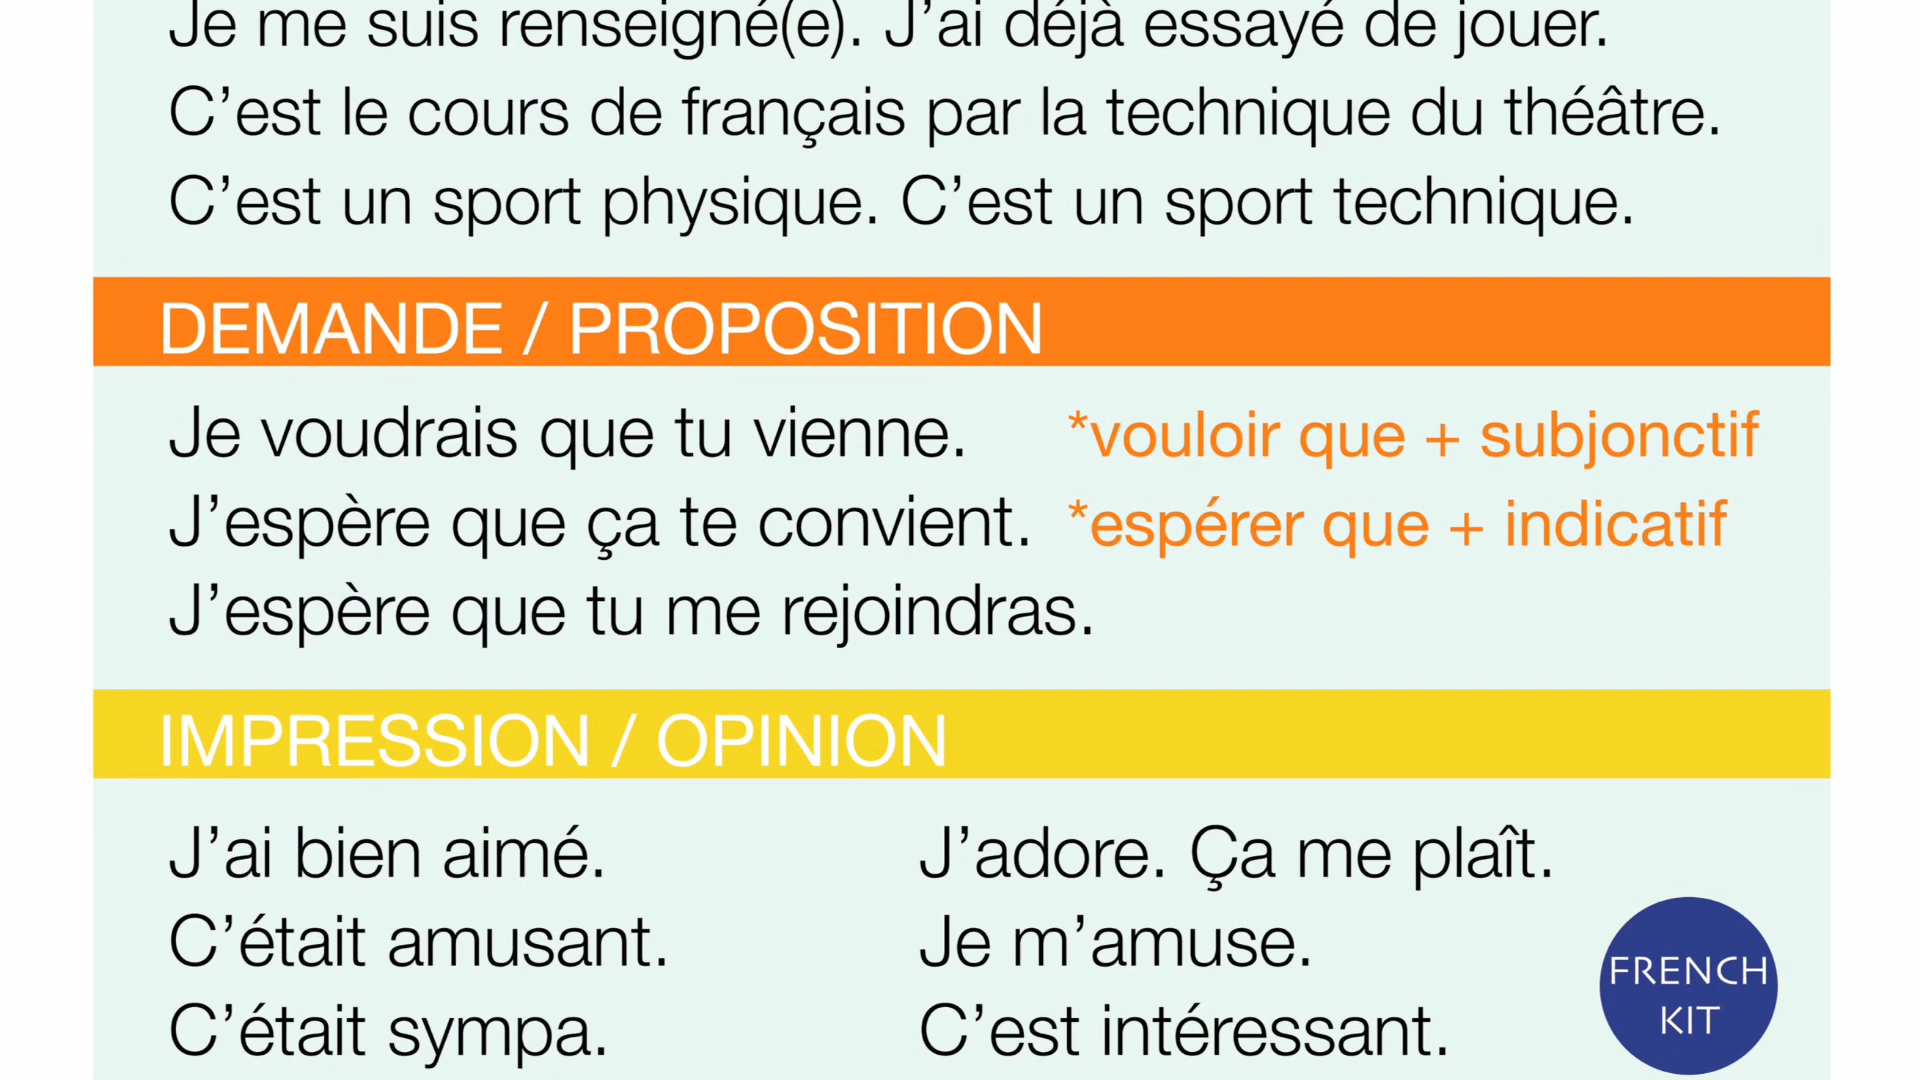 Je me suis renseigné(e). J’ai déjà essayé de jouer.
C’est le cours de français par la technique du théâtre.
C’est un sport physique. C’est un sport technique.
DEMANDE / PROPOSITION
Je voudrais que tu vienne. *vouloir que + subjonctif
J’espère que ça te convient. *espérer que + indicatif
J’espère que tu me rejoindras.
IMPRESSION / OPINION
J’ai bien aimé. J’adore. Ça me plaît.
C’était amusant. Je m’amuse.
C’était sympa. C’est intéressant.
FRENCH
KIT